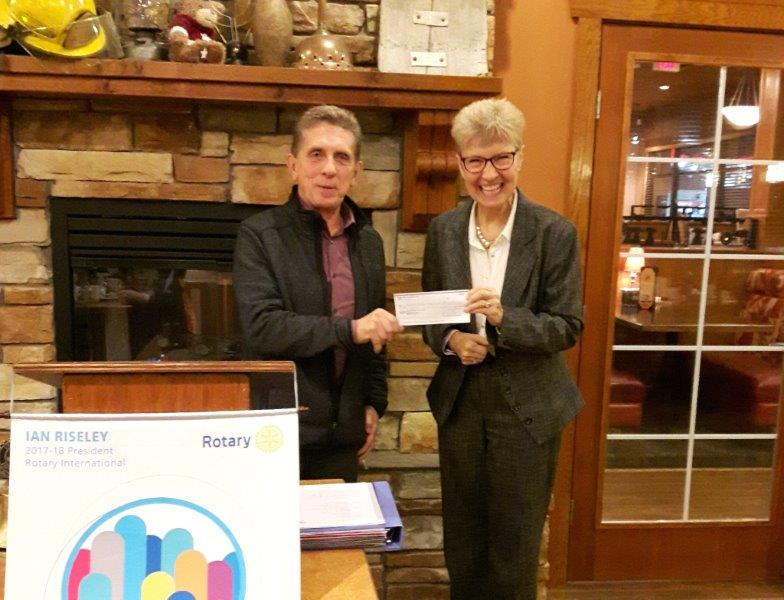 IAN RISELEY
2017-18 President
Rotary International
Rotary